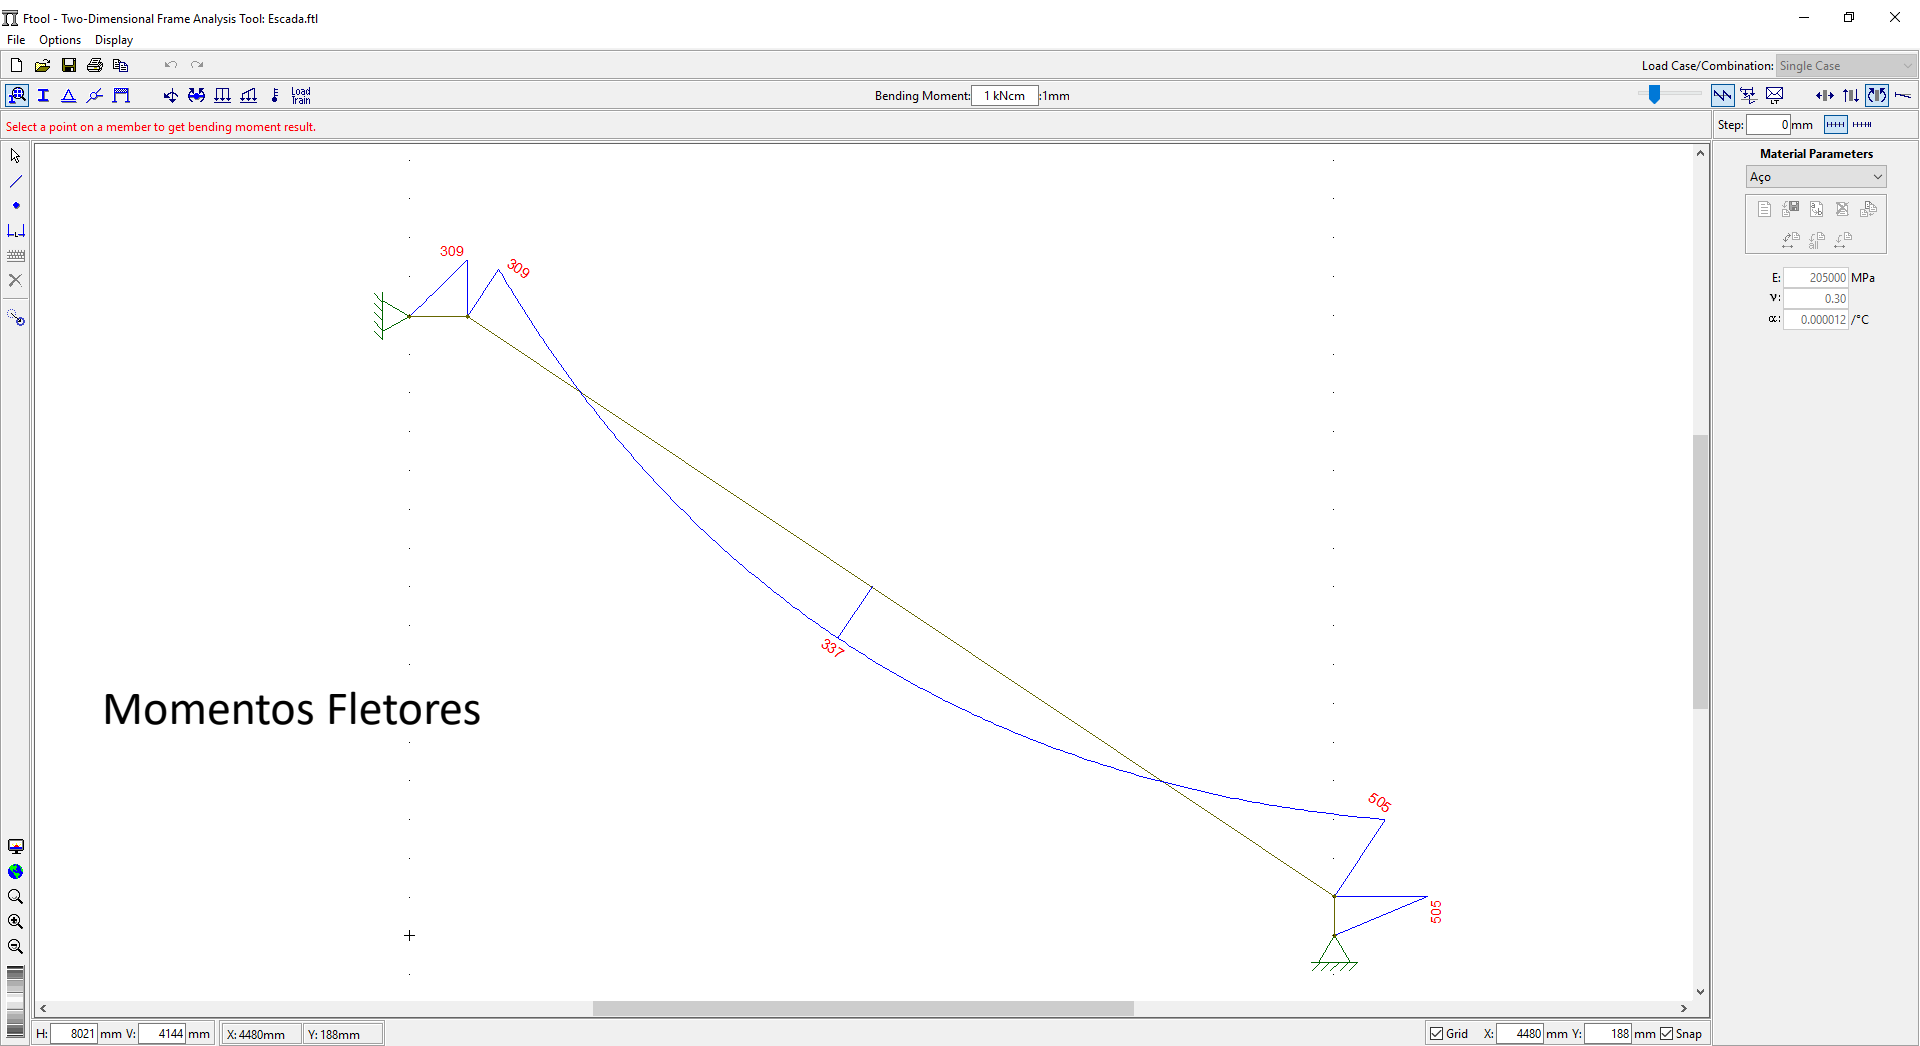 Ftool - Two-Dimensional Frame Analysis Tool: Escada.ftl
File Options Display
Load Case/Combination: Single Case
Load Train
Bending Moment: 1 kNcm :1mm
Select a point on a member to get bending moment result.
Step: 0 mm
Material Parameters
Aço
E: 205000 MPa
ν: 0.30
α: 0.000012 /°C
309
309
337
Momentos Fletores
505
505
H: 8021 mm V: 4144 mm X: 4480mm Y: 188mm
Grid X: 4480 mm Y: 188 mm Snap